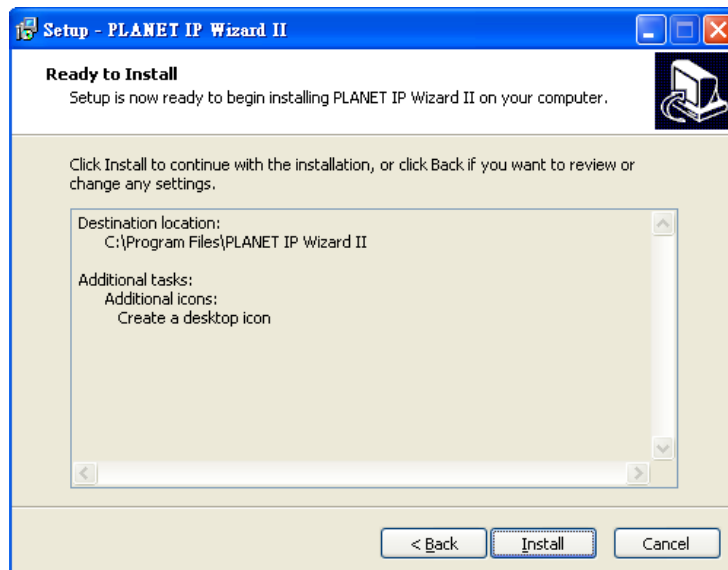 Setup - PLANET IP Wizard II
Ready to Install
Setup is now ready to begin installing PLANET IP Wizard II on your computer.
Click Install to continue with the installation, or click Back if you want to review or
change any settings.
Destination location:
C:\Program Files\PLANET IP Wizard II
Additional tasks:
Additional icons:
Create a desktop icon
< Back
Install
Cancel